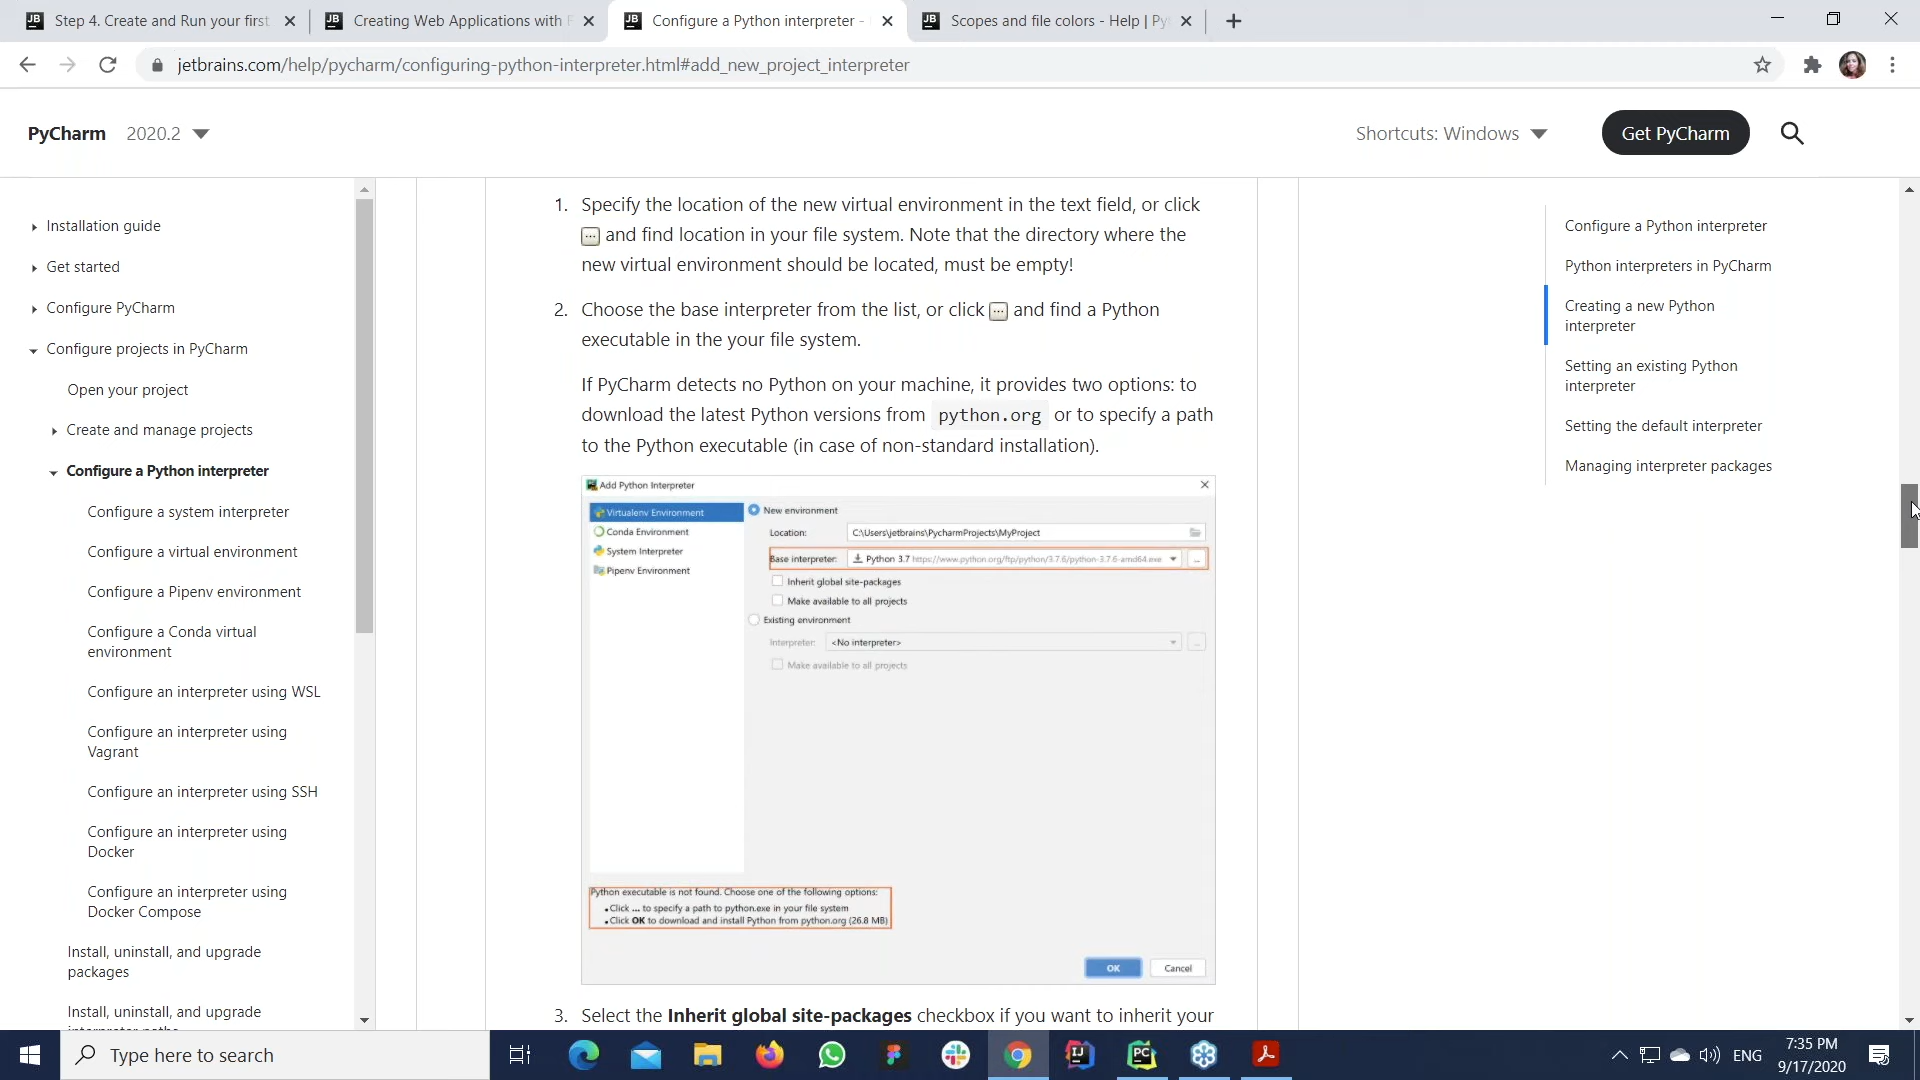 Step 4. Create and Run your first
Creating Web Applications with F
Configure a Python interpreter -
Scopes and file colors - Help | Py
jetbrains.com/help/pycharm/configuring-python-interpreter.html#add_new_project_interpreter
PyCharm 2020.2
Shortcuts: Windows
Get PyCharm
Installation guide
Get started
Configure PyCharm
Configure projects in PyCharm
Open your project
Create and manage projects
Configure a Python interpreter
Configure a system interpreter
Configure a virtual environment
Configure a Pipenv environment
Configure a Conda virtual
environment
Configure an interpreter using WSL
Configure an interpreter using
Vagrant
Configure an interpreter using SSH
Configure an interpreter using
Docker
Configure an interpreter using
Docker Compose
Install, uninstall, and upgrade
packages
Install, uninstall, and upgrade
1. Specify the location of the new virtual environment in the text field, or click
... and find location in your file system. Note that the directory where the
new virtual environment should be located, must be empty!
2. Choose the base interpreter from the list, or click ... and find a Python
executable in the your file system.
If PyCharm detects no Python on your machine, it provides two options: to
download the latest Python versions from python.org or to specify a path
to the Python executable (in case of non-standard installation).
Add Python Interpreter
Virtualenv Environment
Conda Environment
System Interpreter
Pipenv Environment
New environment
Location: C:\Users\jetbrains\PycharmProjects\MyProject
Base interpreter: Python 3.7 https://www.python.org/ftp/python/3.7.6/python-3.7.6-amd64.exe ...
Inherit global site-packages
Make available to all projects
Existing environment
Interpreter: <No interpreter> ...
Make available to all projects
Python executable is not found. Choose one of the following options:
• Click ... to specify a path to python.exe in your file system
• Click OK to download and install Python from python.org (26.8 MB)
OK
Cancel
3. Select the Inherit global site-packages checkbox if you want to inherit your
Configure a Python interpreter
Python interpreters in PyCharm
Creating a new Python
interpreter
Setting an existing Python
interpreter
Setting the default interpreter
Managing interpreter packages
Type here to search
ENG
7:35 PM
9/17/2020